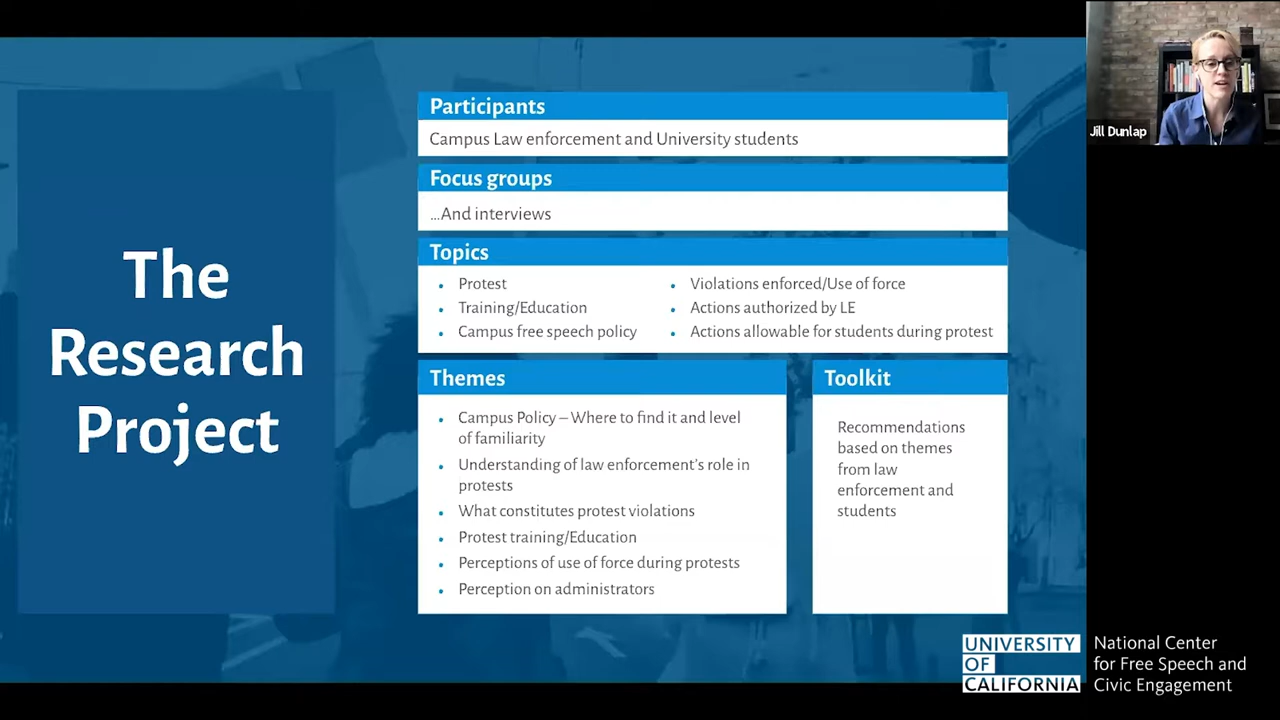 The
Research
Project
Participants
Campus Law enforcement and University students
Focus groups
...And interviews
Topics
• Protest
• Training/Education
• Campus free speech policy
• Violations enforced/Use of force
• Actions authorized by LE
• Actions allowable for students during protest
Themes
• Campus Policy – Where to find it and level
of familiarity
• Understanding of law enforcement's role in
protests
• What constitutes protest violations
• Protest training/Education
• Perceptions of use of force during protests
• Perception on administrators
Toolkit
Recommendations
based on themes
from law
enforcement and
students
Jill Dunlap
UNIVERSITY
OF
CALIFORNIA
National Center
for Free Speech and
Civic Engagement